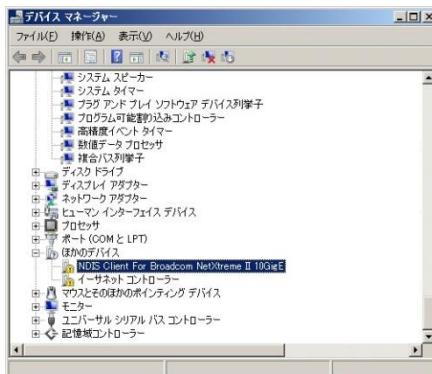 デバイス マネージャー
ファイル(F) 操作(A) 表示(V) ヘルプ(H)
システム スピーカー
システム タイマー
プラグ アンド プレイ ソフトウェア デバイス列挙子
プログラム可能割り込みコントローラー
高精度イベント タイマー
数値データ プロセッサ
複合バス列挙子
ディスク ドライブ
ディスプレイ アダプター
ネットワーク アダプター
ヒューマン インターフェイス デバイス
プロセッサ
ポート (COM と LPT)
ほかのデバイス
NDIS Client For Broadcom NetXtreme II 10GigE
イーサネット コントローラー
マウスとそのほかのポインティング デバイス
モニター
ユニバーサル シリアル バス コントローラー
記憶域コントローラー